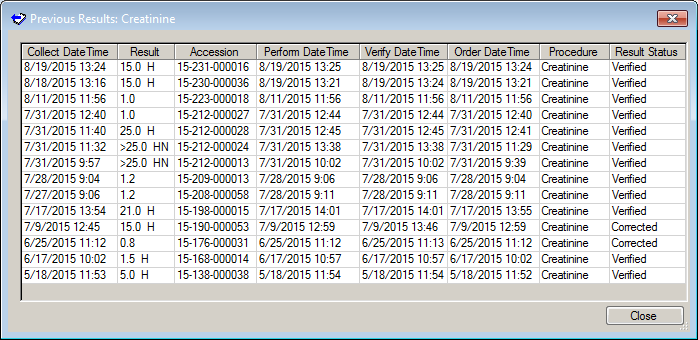 Previous Results: Creatinine
Collect DateTime Result Accession Perform DateTime Verify DateTime Order DateTime Procedure Result Status
8/19/2015 13:24 15.0 H 15-231-000016 8/19/2015 13:25 8/19/2015 13:25 8/19/2015 13:24 Creatinine Verified
8/18/2015 13:16 15.0 H 15-230-000036 8/19/2015 13:21 8/19/2015 13:24 8/19/2015 13:21 Creatinine Verified
8/11/2015 11:56 1.0 15-223-000018 8/11/2015 11:56 8/11/2015 11:56 8/11/2015 11:56 Creatinine Verified
7/31/2015 12:40 1.0 15-212-000027 7/31/2015 12:44 7/31/2015 12:44 7/31/2015 12:40 Creatinine Verified
7/31/2015 11:40 25.0 H 15-212-000028 7/31/2015 12:45 7/31/2015 12:45 7/31/2015 12:41 Creatinine Verified
7/31/2015 11:32 >25.0 HN 15-212-000024 7/31/2015 13:38 7/31/2015 13:38 7/31/2015 11:29 Creatinine Verified
7/31/2015 9:57 >25.0 HN 15-212-000013 7/31/2015 10:02 7/31/2015 10:02 7/31/2015 9:39 Creatinine Verified
7/28/2015 9:04 1.2 15-209-000013 7/28/2015 9:06 7/28/2015 9:06 7/28/2015 9:04 Creatinine Verified
7/27/2015 9:06 1.2 15-208-000058 7/28/2015 9:11 7/28/2015 9:11 7/28/2015 9:11 Creatinine Verified
7/17/2015 13:54 21.0 H 15-198-000015 7/17/2015 14:01 7/17/2015 14:01 7/17/2015 13:55 Creatinine Verified
7/9/2015 12:45 15.0 H 15-190-000053 7/9/2015 12:59 7/9/2015 13:46 7/9/2015 12:59 Creatinine Corrected
6/25/2015 11:12 0.8 15-176-000031 6/25/2015 11:12 6/25/2015 11:13 6/25/2015 11:12 Creatinine Corrected
6/17/2015 10:02 1.5 H 15-168-000014 6/17/2015 10:57 6/17/2015 10:57 6/17/2015 10:02 Creatinine Verified
5/18/2015 11:53 5.0 H 15-138-000038 5/18/2015 11:54 5/18/2015 11:54 5/18/2015 11:52 Creatinine Verified
Close